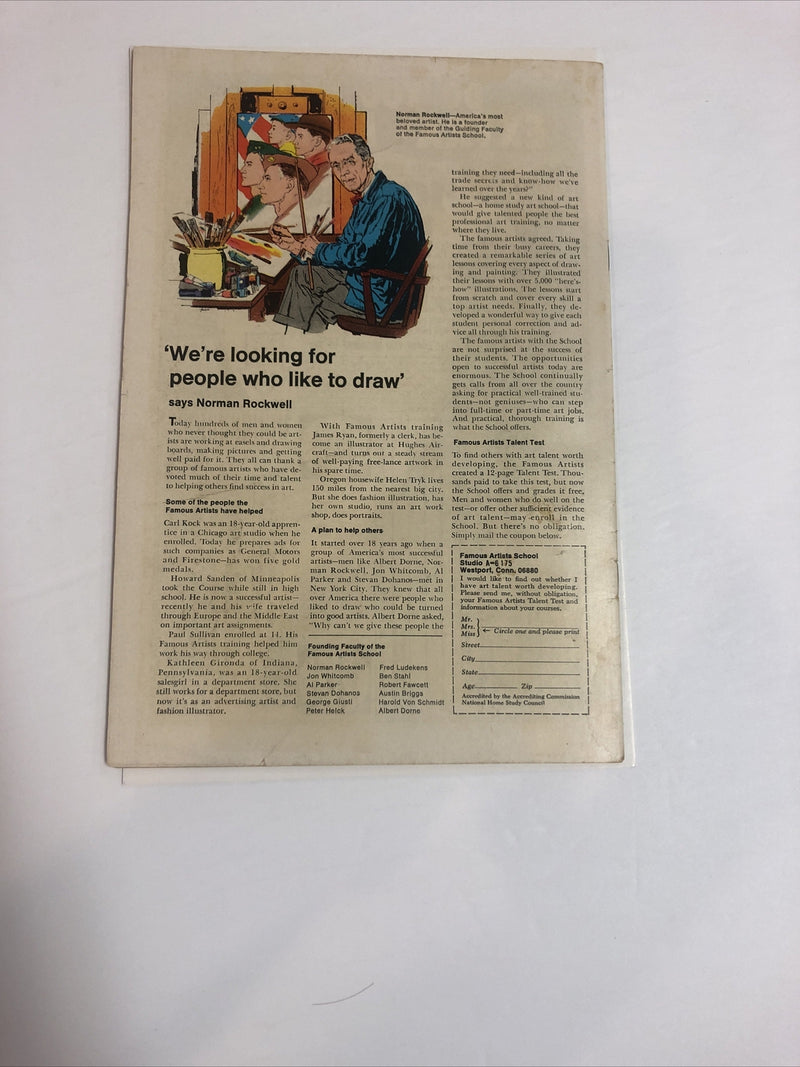 Norman Rockwell—America's most
beloved artist. He is a founder
and member of the Guiding Faculty
of the Famous Artists School.
'We're looking for
people who like to draw'
says Norman Rockwell
Today hundreds of men and women
who never thought they could be art-
ists are working at easels and drawing
boards, making pictures and getting
well paid for it. They all can thank a
group of famous artists who have de-
voted much of their time and talent
to helping others find success in art.
Some of the people the
Famous Artists have helped
Carl Kock was an 18-year-old appren-
tice in a Chicago art studio when he
enrolled. Today he prepares ads for
such companies as General Motors
and Firestone—has won five gold
medals.
Howard Sanden of Minneapolis
took the Course while still in high
school. He is now a successful artist—
recently he and his wife traveled
through Europe and the Middle East
on important art assignments.
Paul Sullivan enrolled at 14. His
Famous Artists training helped him
work his way through college.
Kathleen Gironda of Indiana,
Pennsylvania, was an 18-year-old
salesgirl in a department store. She
still works for a department store, but
now it's as an advertising artist and
fashion illustrator.
With Famous Artists training
James Ryan, formerly a clerk, has be-
come an illustrator at Hughes Air-
craft—and turns out a steady stream
of well-paying free-lance artwork in
his spare time.
Oregon housewife Helen Tryk lives
150 miles from the nearest big city.
But she does fashion illustration, has
her own studio, runs an art work
shop, does portraits.
A plan to help others
It started over 18 years ago when a
group of America's most successful
artists—men like Albert Dorne, Nor-
man Rockwell, Jon Whitcomb, Al
Parker and Stevan Dohanos—met in
New York City. They knew that all
over America there were people who
liked to draw who could be turned
into good artists. Albert Dorne asked,
"Why can't we give these people the
Founding Faculty of the
Famous Artists School
Norman Rockwell
Jon Whitcomb
Al Parker
Stevan Dohanos
George Giusti
Peter Helck
Fred Ludekens
Ben Stahl
Robert Fawcett
Austin Briggs
Harold Von Schmidt
Albert Dorne
training they need—including all the
trade secrets and know-how we've
learned over the years?"
He suggested a new kind of art
school—a home study art school—that
would give talented people the best
professional art training, no matter
where they live.
The famous artists agreed. Taking
time from their busy careers, they
created a remarkable series of art
lessons covering every aspect of draw-
ing and painting. They illustrated
their lessons with over 5,000 "here's-
how" illustrations. The lessons start
from scratch and cover every skill a
top artist needs. Finally, they de-
veloped a wonderful way to give each
student personal correction and ad-
vice all through his training.
The famous artists with the School
are not surprised at the success of
their students. The opportunities
open to successful artists today are
enormous. The School continually
gets calls from all over the country
asking for practical well-trained stu-
dents—not geniuses—who can step
into full-time or part-time art jobs.
And practical, thorough training is
what the School offers.
Famous Artists Talent Test
To find others with art talent worth
developing, the Famous Artists
created a 12-page Talent Test. Thou-
sands paid to take this test, but now
the School offers and grades it free.
Men and women who do well on the
test—or offer other sufficient evidence
of art talent—may enroll in the
School. But there's no obligation.
Simply mail the coupon below.
Famous Artists School
Studio A-6175
Westport, Conn. 06880
I would like to find out whether I
have art talent worth developing.
Please send me, without obligation,
your Famous Artists Talent Test and
information about your courses.
Mr.
Mrs.
Miss
← Circle one and please print
Street
City
State
Age Zip
Accredited by the Accrediting Commission
National Home Study Council